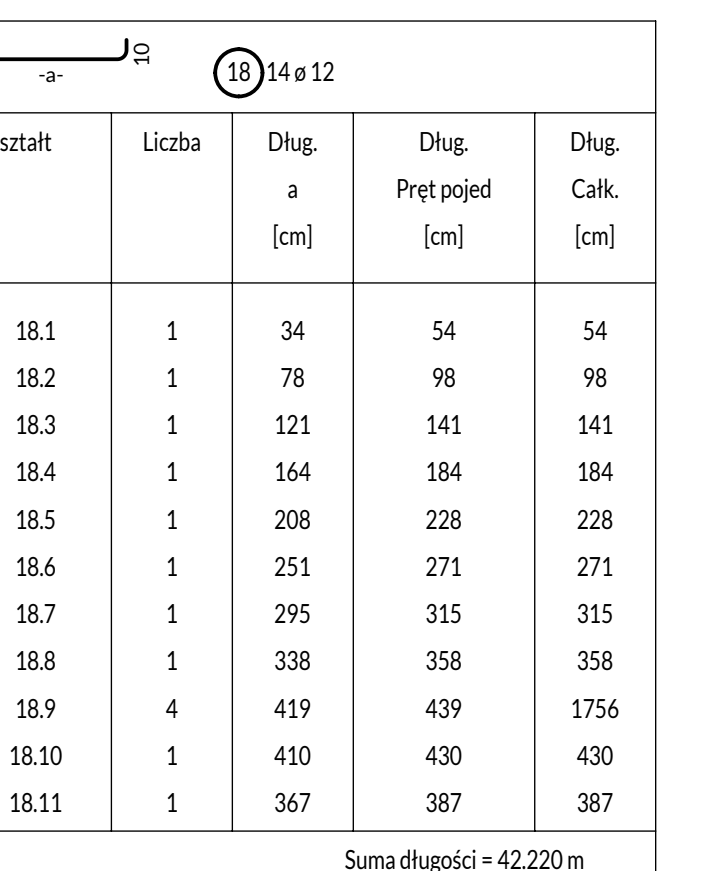 -a-
10
18 14 ø 12
ształt Liczba Dług. Dług. Dług.
a Pręt pojed Całk.
[cm] [cm] [cm]
18.1 1 34 54 54
18.2 1 78 98 98
18.3 1 121 141 141
18.4 1 164 184 184
18.5 1 208 228 228
18.6 1 251 271 271
18.7 1 295 315 315
18.8 1 338 358 358
18.9 4 419 439 1756
18.10 1 410 430 430
18.11 1 367 387 387
Suma długości = 42.220 m